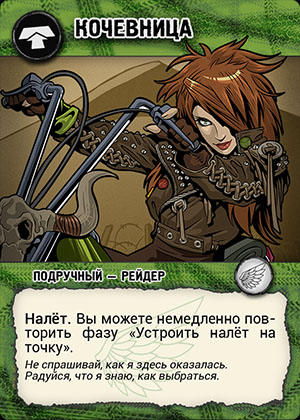 КОЧЕВНИЦА
ПОДРУЧНЫЙ – РЕЙДЕР
Налёт. Вы можете немедленно пов-
торить фазу «Устроить налёт на
точку».
Не спрашивай, как я здесь оказалась.
Радуйся, что я знаю, как выбраться.